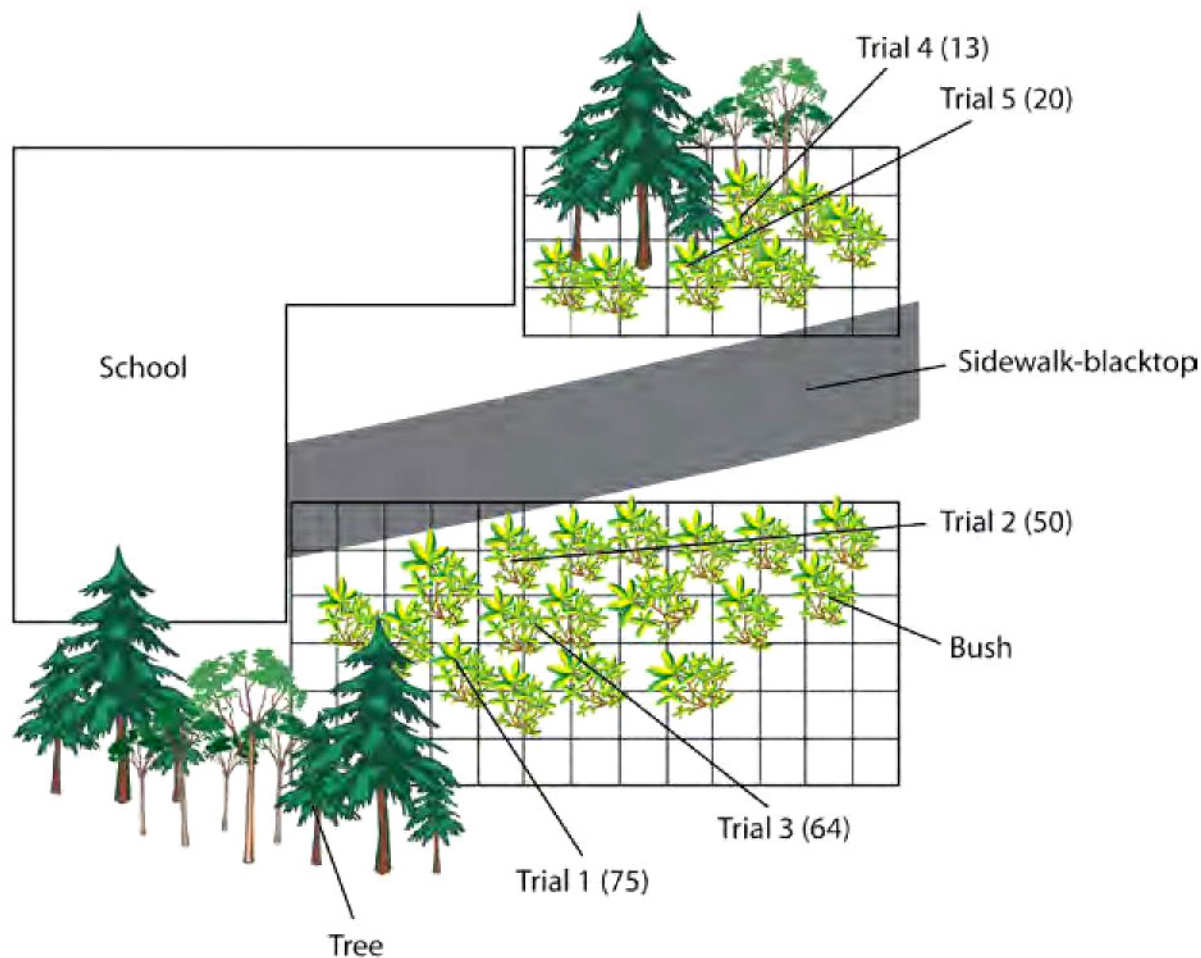 Trial 4 (13)
Trial 5 (20)
School
Sidewalk-blacktop
Trial 2 (50)
Bush
Trial 3 (64)
Trial 1 (75)
Tree